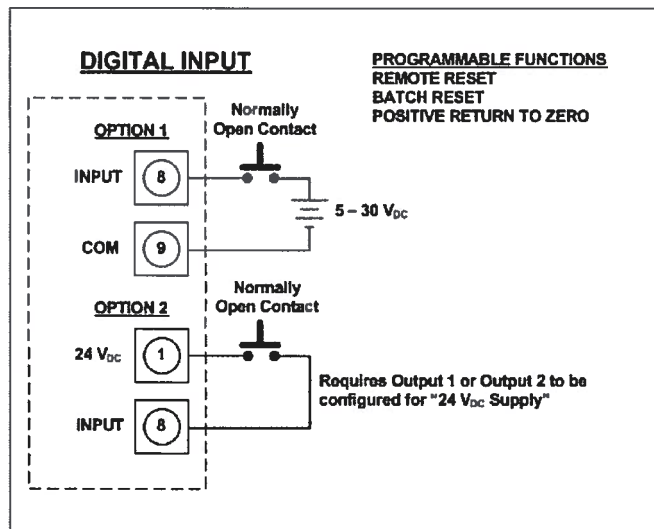 DIGITAL INPUT
PROGRAMMABLE FUNCTIONS
REMOTE RESET
BATCH RESET
POSITIVE RETURN TO ZERO
OPTION 1
Normally
Open Contact
INPUT
8
5 – 30 VDC
COM
9
OPTION 2
Normally
Open Contact
24 VDC
1
Requires Output 1 or Output 2 to be
configured for "24 VDC Supply"
INPUT
8